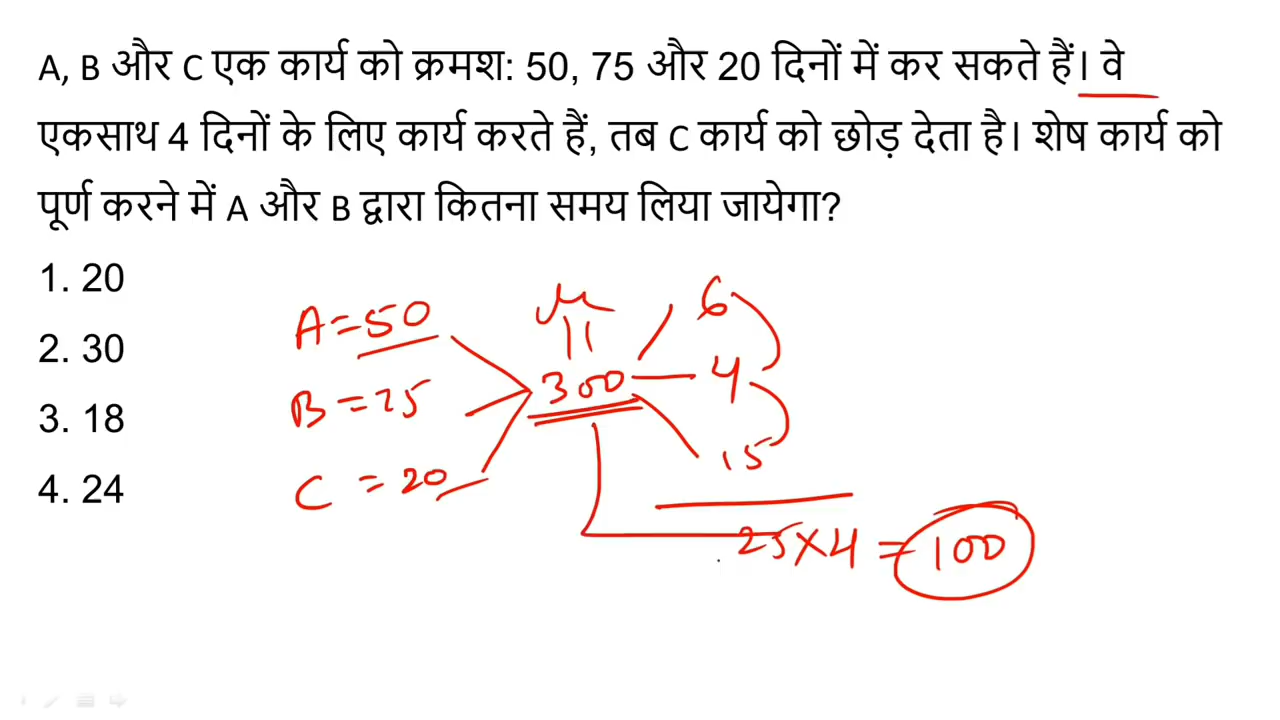 A, B और C एक कार्य को क्रमश: 50, 75 और 20 दिनों में कर सकते हैं। वे
एकसाथ 4 दिनों के लिए कार्य करते हैं, तब C कार्य को छोड़ देता है। शेष कार्य को
पूर्ण करने में A और B द्वारा कितना समय लिया जायेगा?
1. 20
2. 30
3. 18
4. 24
A = 50
B = 75
C = 20
300
6
4
15
25 × 4 = 100